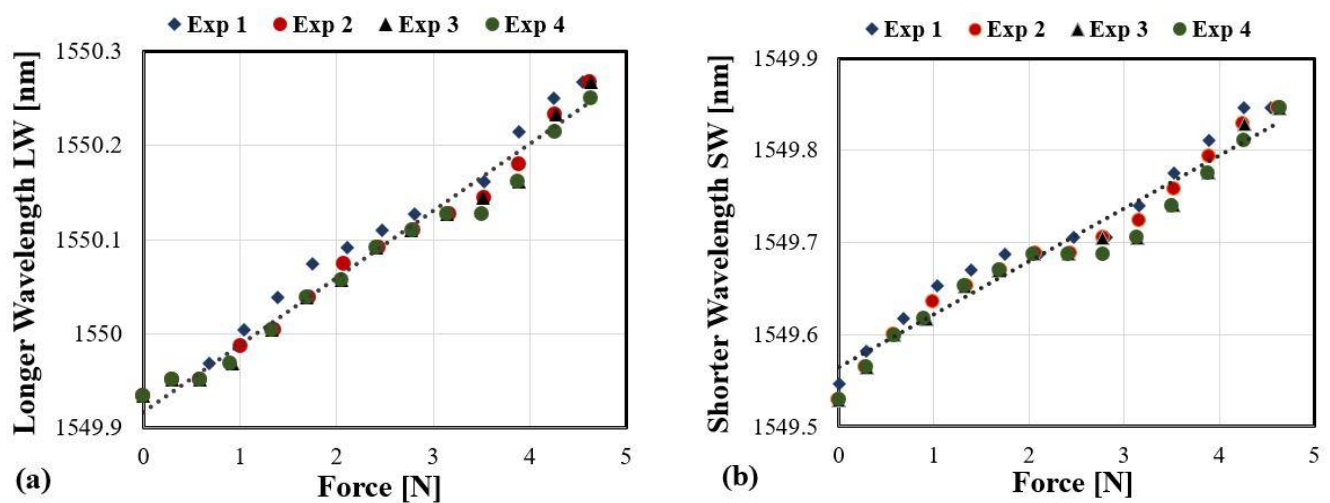 Exp 1 Exp 2 Exp 3 Exp 4
Longer Wavelength LW [nm]
1550.3
1550.2
1550.1
1550
1549.9
0 1 2 3 4 5
(a)
Force [N]
Exp 1 Exp 2 Exp 3 Exp 4
Shorter Wavelength SW [nm]
1549.9
1549.8
1549.7
1549.6
1549.5
0 1 2 3 4 5
(b)
Force [N]